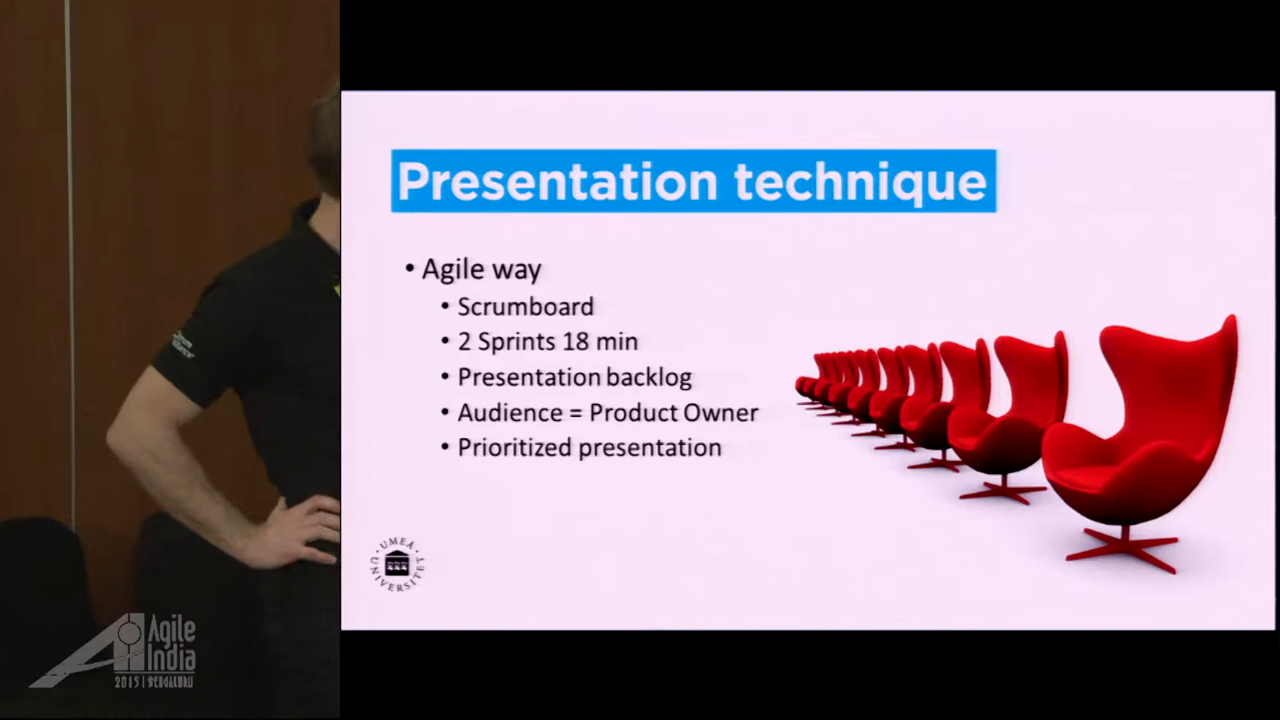 Presentation technique
• Agile way
• Scrumboard
• 2 Sprints 18 min
• Presentation backlog
• Audience = Product Owner
• Prioritized presentation
UMEÅ UNIVERSITET
Agile
India
2015 | BENGALURU